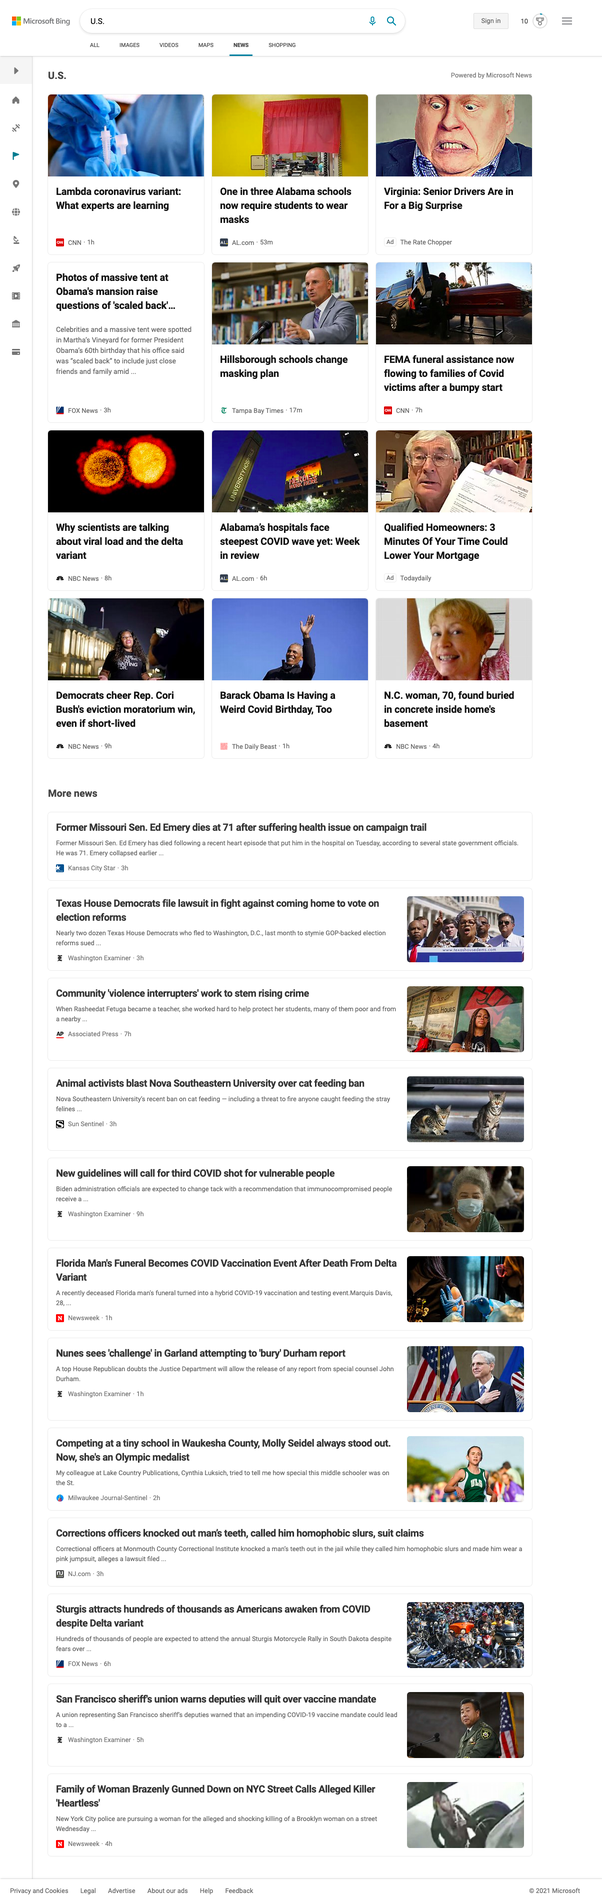 Microsoft Bing
U.S.
Sign in
10
ALL IMAGES VIDEOS MAPS NEWS SHOPPING
U.S.
Powered by Microsoft News
Lambda coronavirus variant:
What experts are learning
CNN · 1h
One in three Alabama schools
now require students to wear
masks
AL.com · 53m
Virginia: Senior Drivers Are in
For a Big Surprise
Ad The Rate Chopper
Photos of massive tent at
Obama's mansion raise
questions of 'scaled back'...
Celebrities and a massive tent were spotted
in Martha's Vineyard for former President
Obama's 60th birthday that his office said
was "scaled back" to include just close
friends and family amid ...
FOX News · 3h
Hillsborough schools change
masking plan
Tampa Bay Times · 17m
FEMA funeral assistance now
flowing to families of Covid
victims after a bumpy start
CNN · 7h
Why scientists are talking
about viral load and the delta
variant
NBC News · 8h
UNIVERSITY HOSP
Alabama's hospitals face
steepest COVID wave yet: Week
in review
AL.com · 6h
Qualified Homeowners: 3
Minutes Of Your Time Could
Lower Your Mortgage
Ad Todaydaily
Democrats cheer Rep. Cori
Bush's eviction moratorium win,
even if short-lived
NBC News · 9h
Barack Obama Is Having a
Weird Covid Birthday, Too
The Daily Beast · 1h
N.C. woman, 70, found buried
in concrete inside home's
basement
NBC News · 4h
More news
Former Missouri Sen. Ed Emery dies at 71 after suffering health issue on campaign trail
Former Missouri Sen. Ed Emery has died following a recent heart episode that put him in the hospital on Tuesday, according to several state government officials.
He was 71. Emery collapsed earlier ...
Kansas City Star · 3h
Texas House Democrats file lawsuit in fight against coming home to vote on
election reforms
Nearly two dozen Texas House Democrats who fled to Washington, D.C., last month to stymie GOP-backed election
reforms sued ...
Washington Examiner · 3h
Community 'violence interrupters' work to stem rising crime
When Rasheedat Fetuga became a teacher, she worked hard to help protect her students, many of them poor and from
a nearby ...
AP Associated Press · 7h
Animal activists blast Nova Southeastern University over cat feeding ban
Nova Southeastern University's recent ban on cat feeding — including a threat to fire anyone caught feeding the stray
felines ...
Sun Sentinel · 3h
New guidelines will call for third COVID shot for vulnerable people
Biden administration officials are expected to change tack with a recommendation that immunocompromised people
receive a ...
Washington Examiner · 9h
Florida Man's Funeral Becomes COVID Vaccination Event After Death From Delta
Variant
A recently deceased Florida man's funeral turned into a hybrid COVID-19 vaccination and testing event.Marquis Davis,
28, ...
Newsweek · 1h
Nunes sees 'challenge' in Garland attempting to 'bury' Durham report
A top House Republican doubts the Justice Department will allow the release of any report from special counsel John
Durham.
Washington Examiner · 1h
Competing at a tiny school in Waukesha County, Molly Seidel always stood out.
Now, she's an Olympic medalist
My colleague at Lake Country Publications, Cynthia Luksich, tried to tell me how special this middle schooler was on
the St.
Milwaukee Journal-Sentinel · 2h
Corrections officers knocked out man's teeth, called him homophobic slurs, suit claims
Correctional officers at Monmouth County Correctional Institute knocked a man's teeth out in the jail while they called him homophobic slurs and made him wear a
pink jumpsuit, alleges a lawsuit filed ...
NJ.com · 3h
Sturgis attracts hundreds of thousands as Americans awaken from COVID
despite Delta variant
Hundreds of thousands of people are expected to attend the annual Sturgis Motorcycle Rally in South Dakota despite
fears over ...
FOX News · 6h
San Francisco sheriff's union warns deputies will quit over vaccine mandate
A union representing San Francisco sheriff's deputies warned that an impending COVID-19 vaccine mandate could lead
to a ...
Washington Examiner · 5h
Family of Woman Brazenly Gunned Down on NYC Street Calls Alleged Killer
'Heartless'
New York City police are pursuing a woman for the alleged and shocking killing of a Brooklyn woman on a street
Wednesday ...
Newsweek · 4h
Privacy and Cookies Legal Advertise About our ads Help Feedback
© 2021 Microsoft